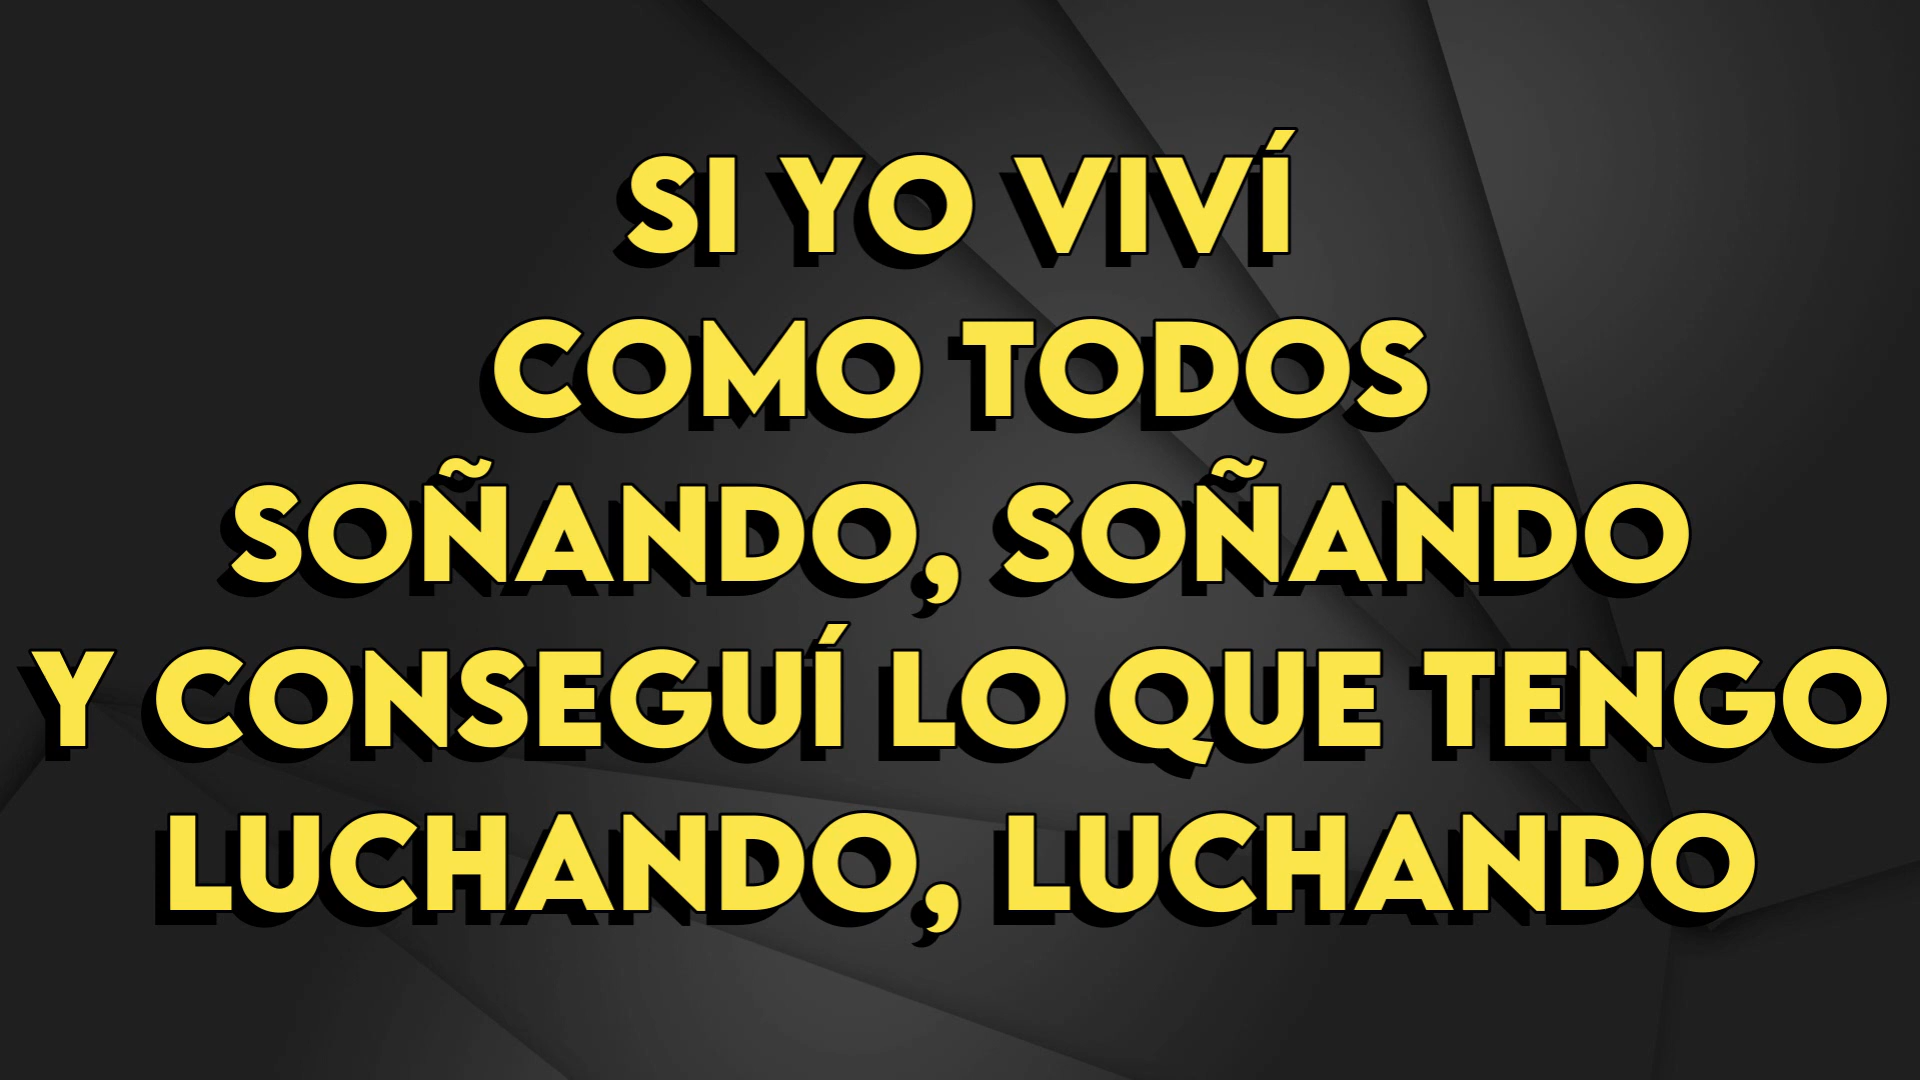 SI YO VIVÍ
COMO TODOS
SOÑANDO, SOÑANDO
Y CONSEGUÍ LO QUE TENGO
LUCHANDO, LUCHANDO